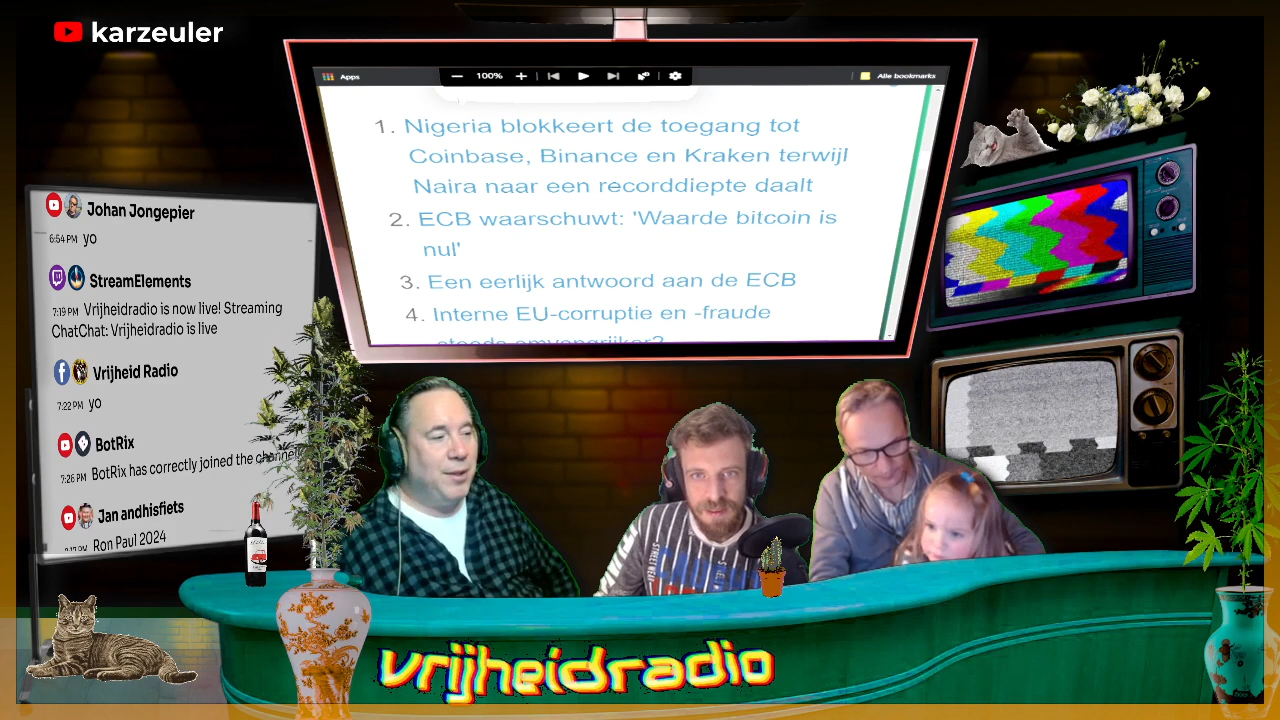 karzeuler
Apps
100%
Alle bookmarks
1. Nigeria blokkeert de toegang tot
Coinbase, Binance en Kraken terwijl
Naira naar een recorddiepte daalt
2. ECB waarschuwt: 'Waarde bitcoin is
nul'
3. Een eerlijk antwoord aan de ECB
4. Interne EU-corruptie en -fraude
steeds omvangrijker?
Johan Jongepier
6:54 PM yo
StreamElements
7:19 PM Vrijheidradio is now live! Streaming
ChatChat: Vrijheidradio is live
Vrijheid Radio
7:22 PM yo
BotRix
7:26 PM BotRix has correctly joined the channel
Jan andhisfiets
Ron Paul 2024
vrijheidradio